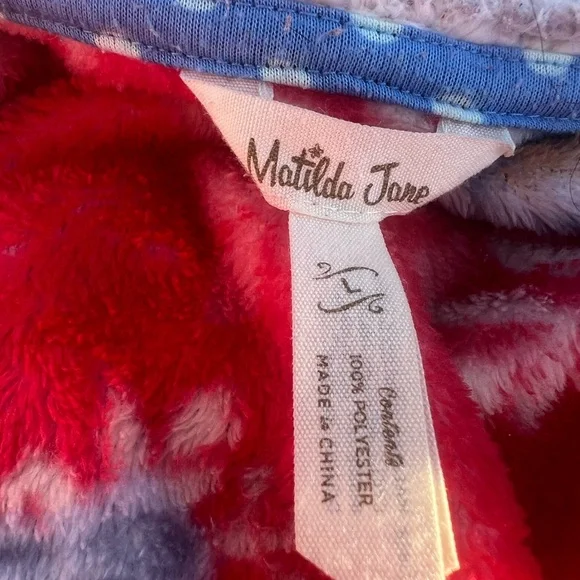 Matilda Jane
Contents
100% POLYESTER
MADE IN CHINA